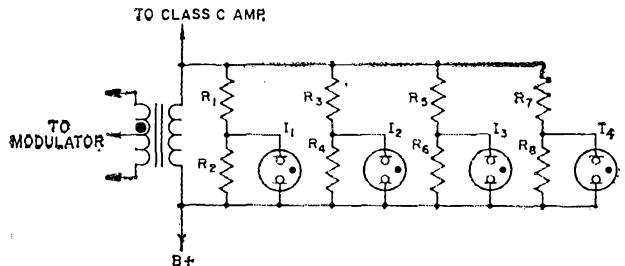 TO CLASS C AMP.
R1 R3 R5 R7
I1 I2 I3 I4
TO
MODULATOR
R2 R4 R6 R8
B+